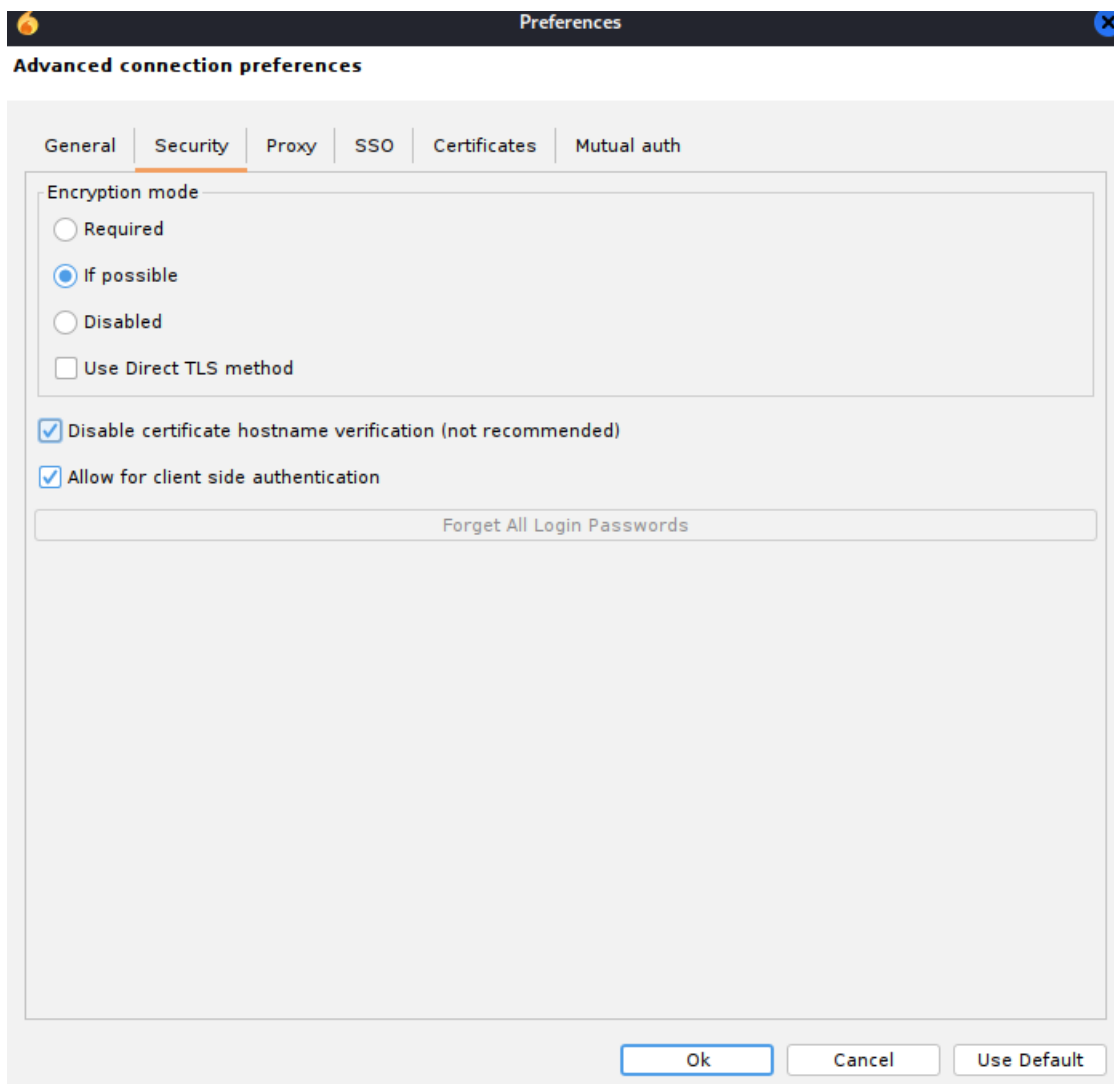 Preferences
Advanced connection preferences
General Security Proxy SSO Certificates Mutual auth
Encryption mode
Required
If possible
Disabled
Use Direct TLS method
Disable certificate hostname verification (not recommended)
Allow for client side authentication
Forget All Login Passwords
Ok Cancel Use Default